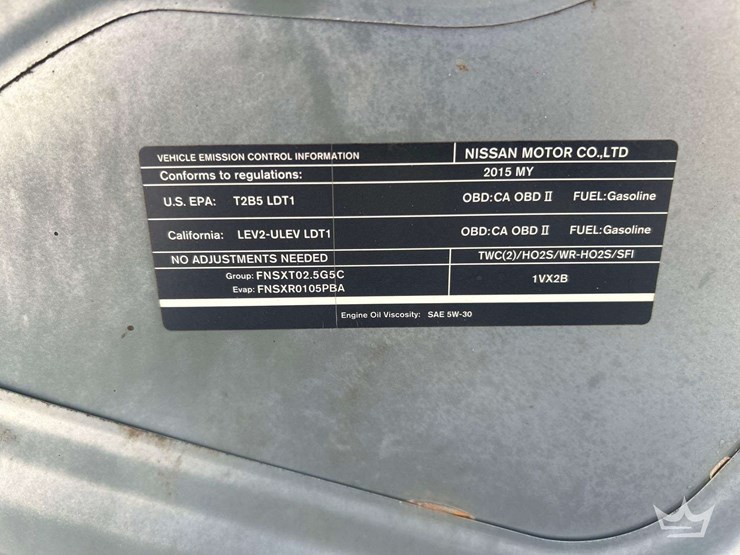 VEHICLE EMISSION CONTROL INFORMATION NISSAN MOTOR CO.,LTD
Conforms to regulations: 2015 MY
U.S. EPA: T2B5 LDT1 OBD:CA OBD II FUEL:Gasoline
California: LEV2-ULEV LDT1 OBD:CA OBD II FUEL:Gasoline
NO ADJUSTMENTS NEEDED TWC(2)/HO2S/WR-HO2S/SFI
Group: FNSXT02.5G5C 1VX2B
Evap: FNSXR0105PBA
Engine Oil Viscosity: SAE 5W-30